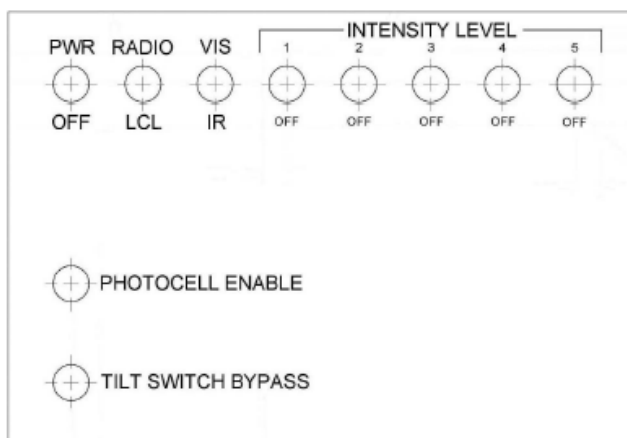 INTENSITY LEVEL
PWR RADIO VIS 1 2 3 4 5
OFF LCL IR OFF OFF OFF OFF OFF
PHOTOCELL ENABLE
TILT SWITCH BYPASS